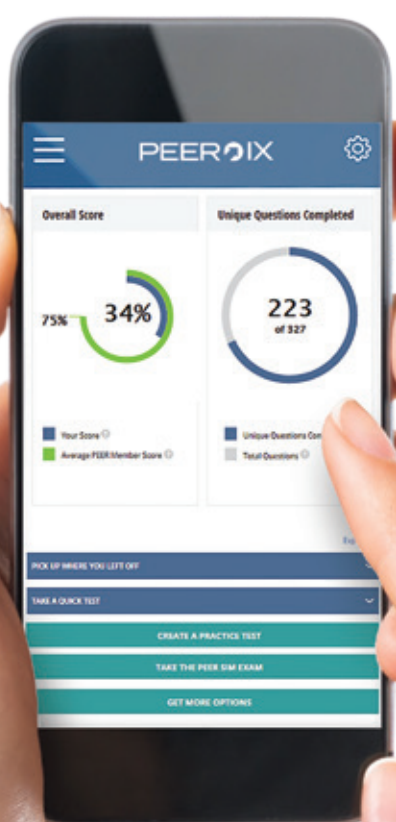 PEER IX
Overall Score
Unique Questions Completed
75%
34%
223
of 327
Your Score
Average PEER Member Score
Unique Questions Com
Total Questions
PICK UP WHERE YOU LEFT OFF
TAKE A QUICK TEST
CREATE A PRACTICE TEST
TAKE THE PEER SIM EXAM
GET MORE OPTIONS